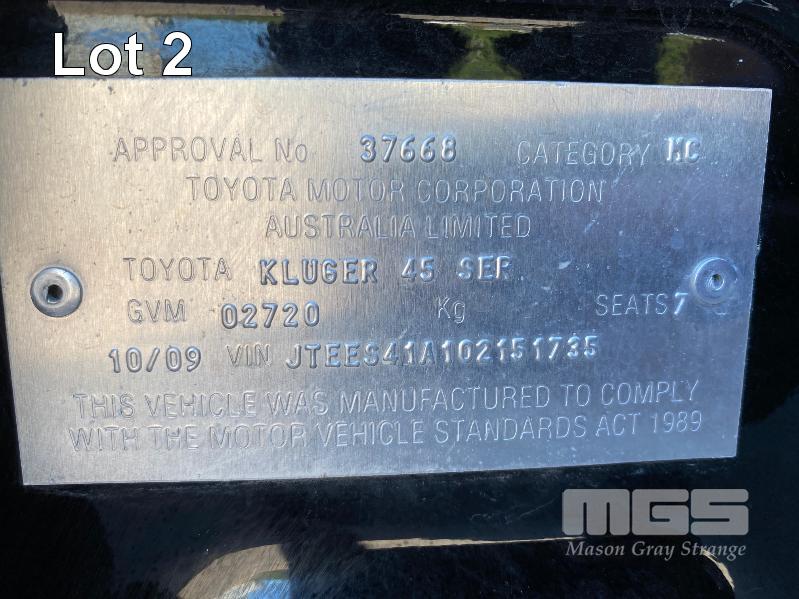 Lot 2
APPROVAL No 37668 CATEGORY MC
TOYOTA MOTOR CORPORATION
AUSTRALIA LIMITED
TOYOTA KLUGER 45 SER
GVM 02720 Kg SEATS 7
10/09 VIN JTEES41A102151735
THIS VEHICLE WAS MANUFACTURED TO COMPLY
WITH THE MOTOR VEHICLE STANDARDS ACT 1989
MGS
Mason Gray Strange